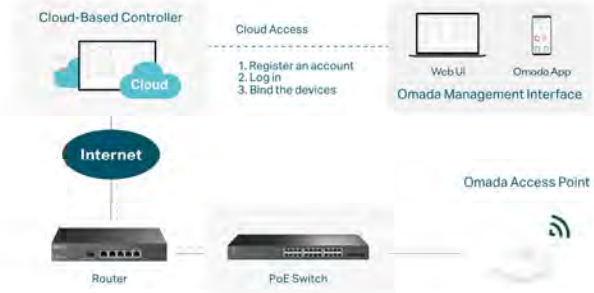 Cloud-Based Controller
Cloud
Cloud Access
1. Register an account
2. Log in
3. Bind the devices
Web UI
Omada App
Omada Management Interface
Internet
Omada Access Point
Router
PoE Switch